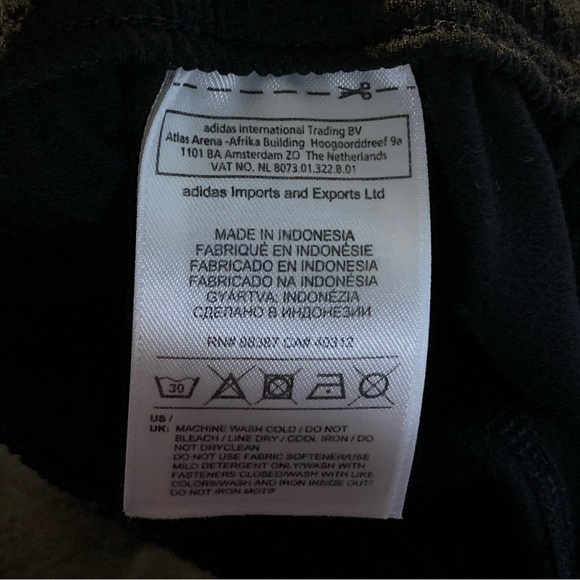 adidas International Trading BV
Atlas Arena -Afrika Building Hoogoorddreef 9a
1101 BA Amsterdam ZO The Netherlands
VAT NO. NL 8073.01.322.B.01
adidas Imports and Exports Ltd
MADE IN INDONESIA
FABRIQUÉ EN INDONÉSIE
FABRICADO EN INDONESIA
FABRICADO NA INDONÉSIA
GYÁRTVA: INDONÉZIA
СДЕЛАНО В ИНДОНЕЗИИ
RN# 88387 CA# 40312
30
US /
UK: MACHINE WASH COLD / DO NOT
BLEACH / LINE DRY / COOL IRON / DO
NOT DRYCLEAN
DO NOT USE FABRIC SOFTENER/USE
MILD DETERGENT ONLY/WASH WITH
FASTENERS CLOSED/WASH WITH LIKE
COLORS/WASH AND IRON INSIDE OUT/
DO NOT IRON MOTIF